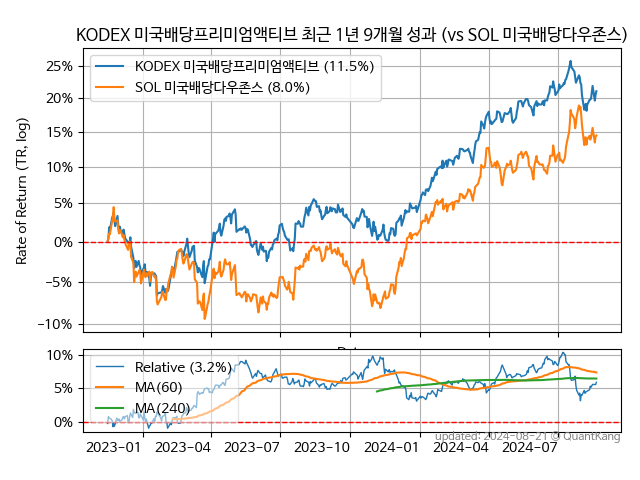 KODEX 미국배당프리미엄액티브 최근 1년 9개월 성과 (vs SOL 미국배당다우존스)
KODEX 미국배당프리미엄액티브 (11.5%)
SOL 미국배당다우존스 (8.0%)
Rate of Return (TR, log)
25%
20%
15%
10%
5%
0%
−5%
−10%
Relative (3.2%)
MA(60)
MA(240)
10%
5%
0%
2023-01
2023-04
2023-07
2023-10
2024-01
2024-04
2024-07
updated: 2024-08-21 © QuantKang